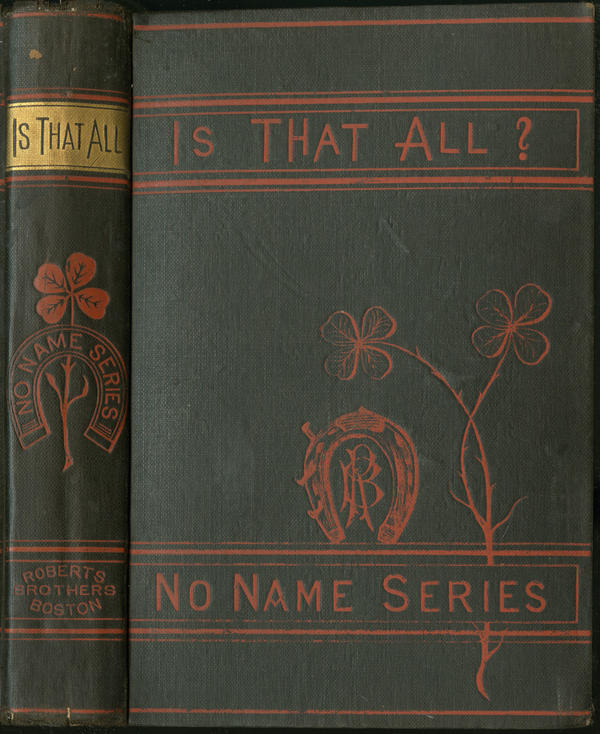 IS THAT ALL
NO NAME SERIES
ROBERTS
BROTHERS
BOSTON
IS THAT ALL?
RB
NO NAME SERIES